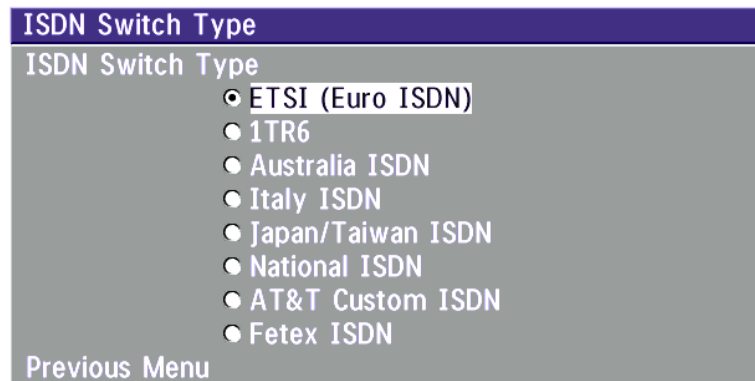 ISDN Switch Type
ISDN Switch Type
ETSI (Euro ISDN)
1TR6
Australia ISDN
Italy ISDN
Japan/Taiwan ISDN
National ISDN
AT&T Custom ISDN
Fetex ISDN
Previous Menu